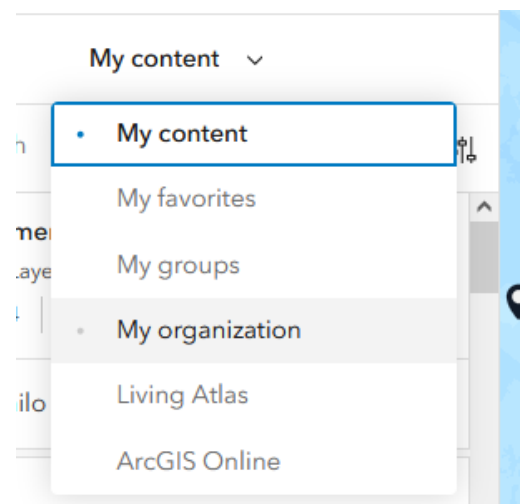 My content
My content
My favorites
My groups
My organization
Living Atlas
ArcGIS Online